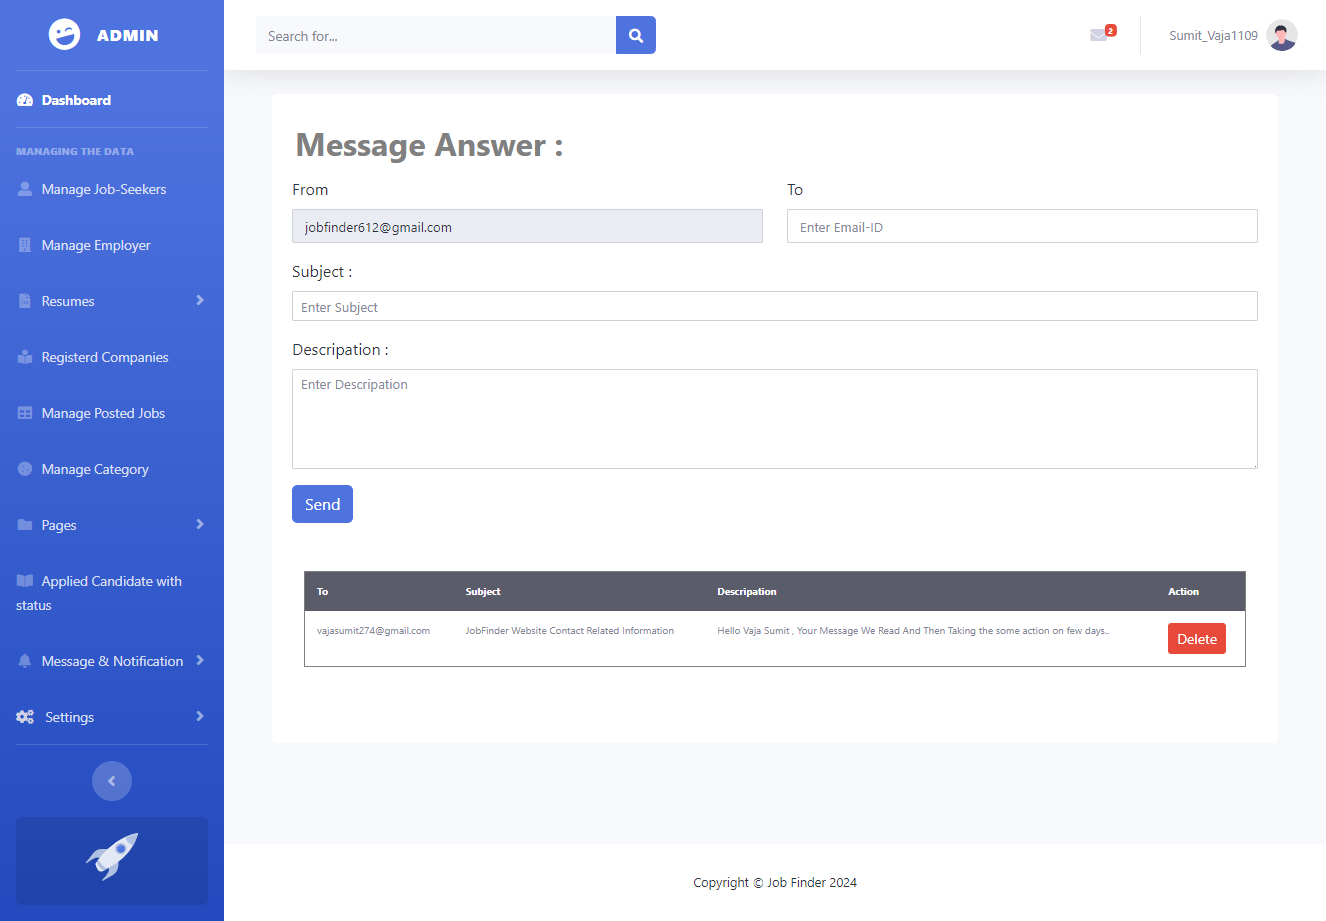 ADMIN
Search for...
2
Sumit_Vaja1109
Dashboard
MANAGING THE DATA
Manage Job-Seekers
Manage Employer
Resumes
Registerd Companies
Manage Posted Jobs
Manage Category
Pages
Applied Candidate with
status
Message & Notification
Settings
Message Answer :
From
To
jobfinder612@gmail.com
Enter Email-ID
Subject :
Enter Subject
Descripation :
Enter Descripation
Send
To Subject Descripation Action
vajasumit274@gmail.com JobFinder Website Contact Related Information Hello Vaja Sumit , Your Message We Read And Then Taking the some action on few days.. Delete
Copyright © Job Finder 2024